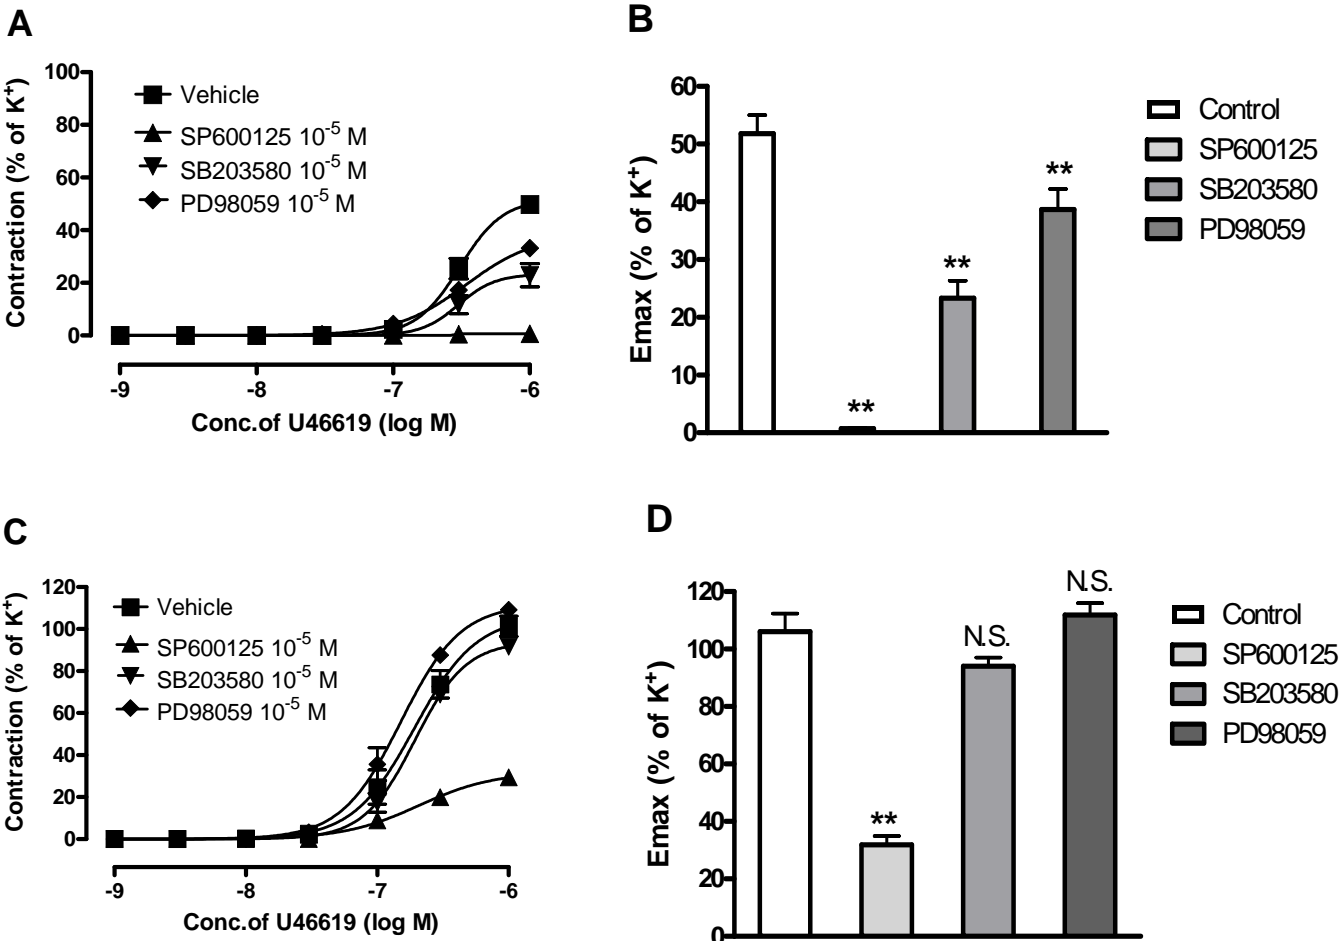 A
100
80
60
40
20
0
Contraction (% of K⁺)
Vehicle
SP600125 10⁻⁵ M
SB203580 10⁻⁵ M
PD98059 10⁻⁵ M
-9 -8 -7 -6
Conc.of U46619 (log M)
B
60
50
40
30
20
10
0
Emax (% of K⁺)
**
**
**
Control
SP600125
SB203580
PD98059
C
120
100
80
60
40
20
0
Contraction (% of K⁺)
Vehicle
SP600125 10⁻⁵ M
SB203580 10⁻⁵ M
PD98059 10⁻⁵ M
-9 -8 -7 -6
Conc.of U46619 (log M)
D
120
100
80
60
40
20
0
Emax (% of K⁺)
**
N.S.
N.S.
Control
SP600125
SB203580
PD98059